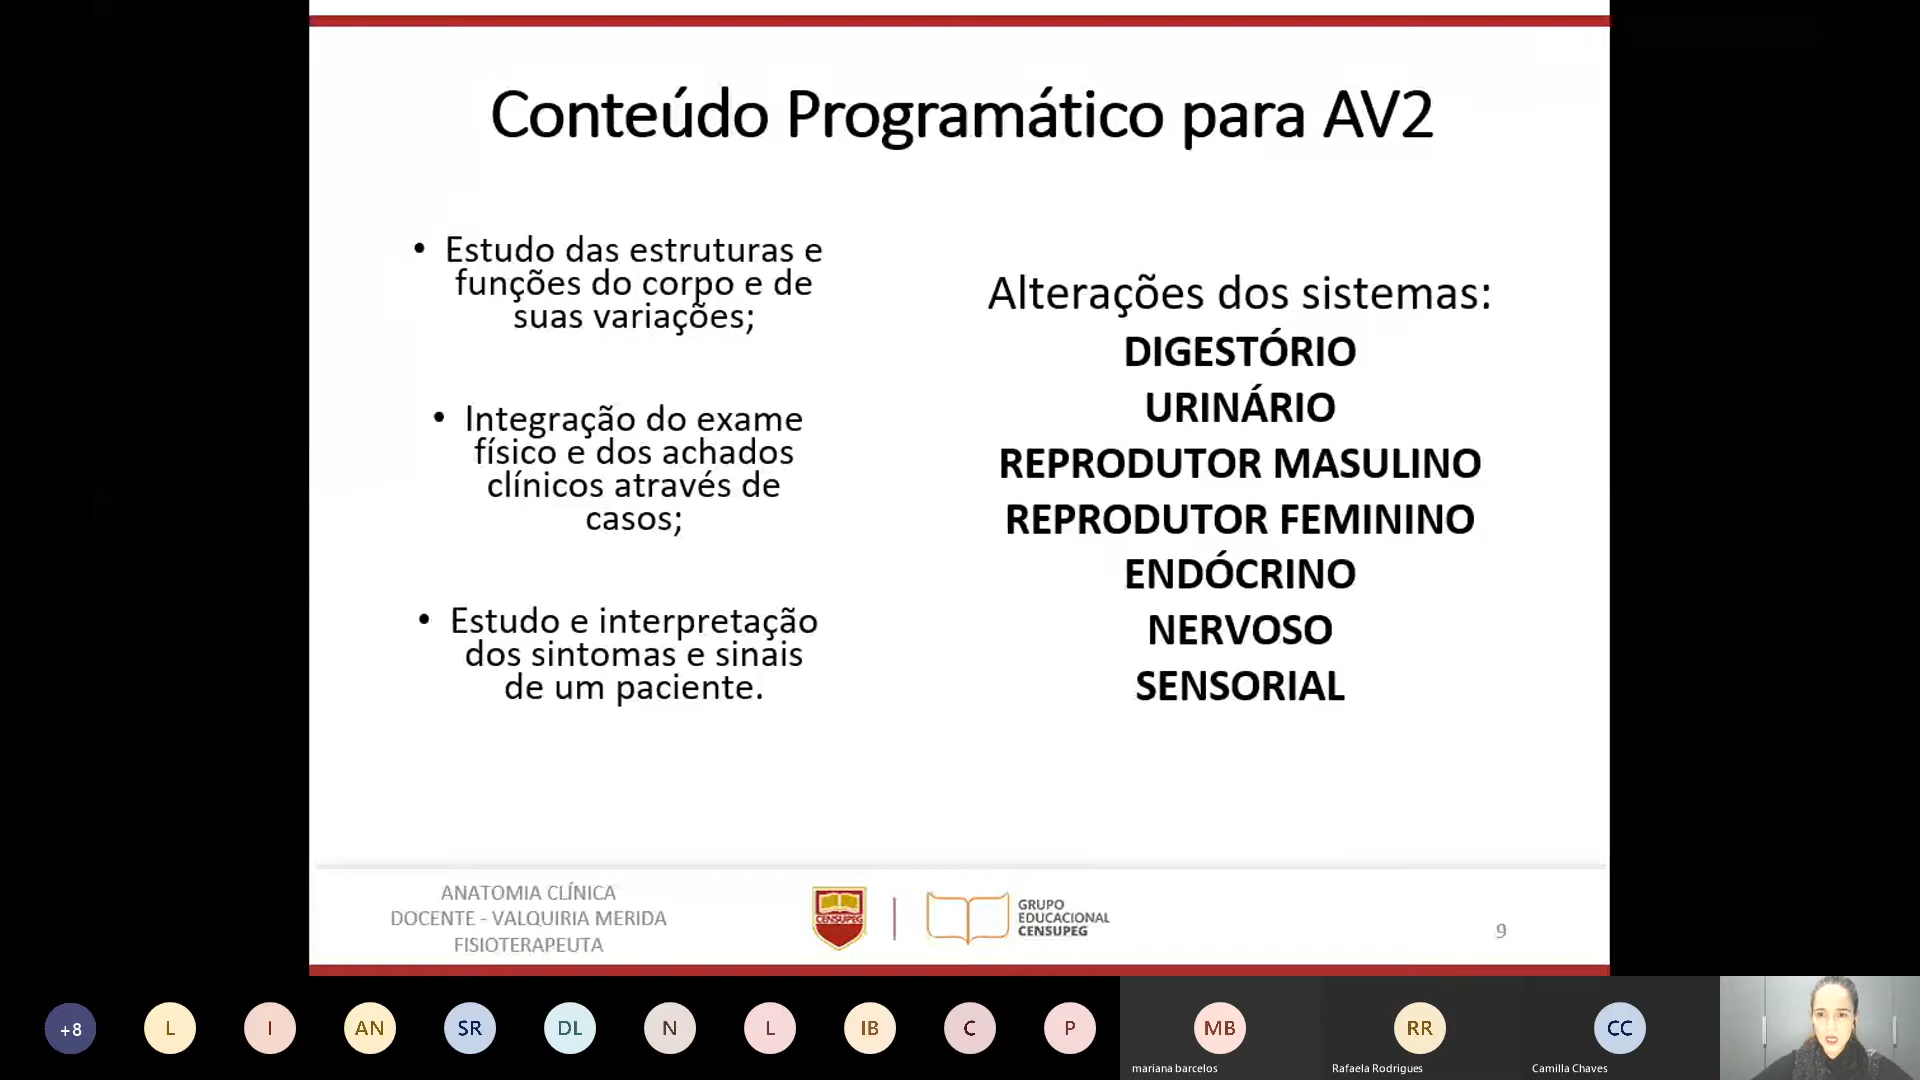 Conteúdo Programático para AV2
• Estudo das estruturas e
funções do corpo e de
suas variações;
• Integração do exame
físico e dos achados
clínicos através de
casos;
• Estudo e interpretação
dos sintomas e sinais
de um paciente.
Alterações dos sistemas:
DIGESTÓRIO
URINÁRIO
REPRODUTOR MASULINO
REPRODUTOR FEMININO
ENDÓCRINO
NERVOSO
SENSORIAL
ANATOMIA CLÍNICA
DOCENTE - VALQUIRIA MERIDA
FISIOTERAPEUTA
CENSUPEG
GRUPO
EDUCACIONAL
CENSUPEG
9
+8
L
I
AN
SR
DL
N
L
IB
C
P
MB
RR
CC
mariana barcelos
Rafaela Rodrigues
Camilla Chaves